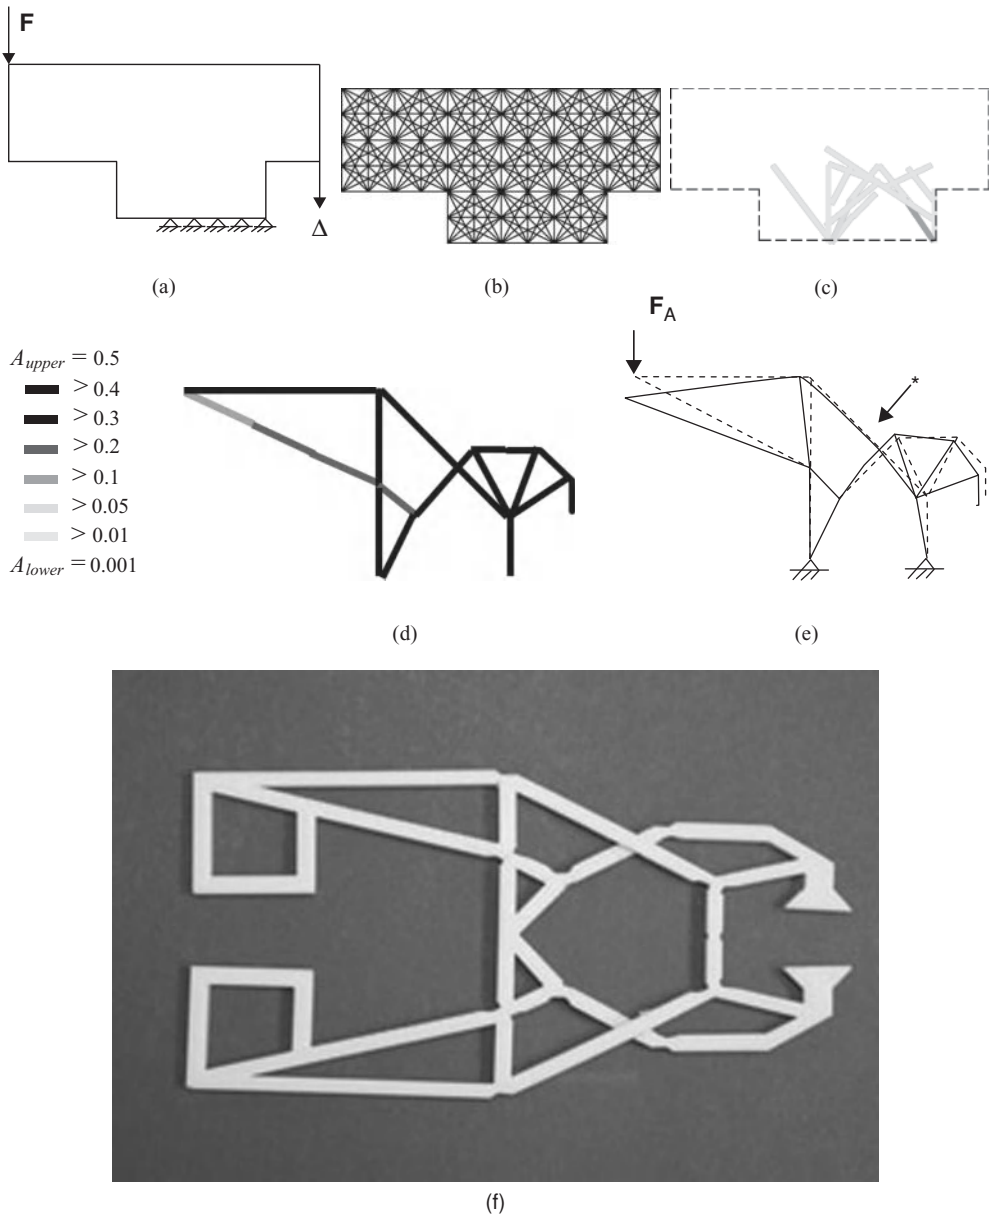 F
Δ
(a)
(b)
(c)
A_upper = 0.5
> 0.4
> 0.3
> 0.2
> 0.1
> 0.05
> 0.01
A_lower = 0.001
(d)
F_A
*
(e)
(f)